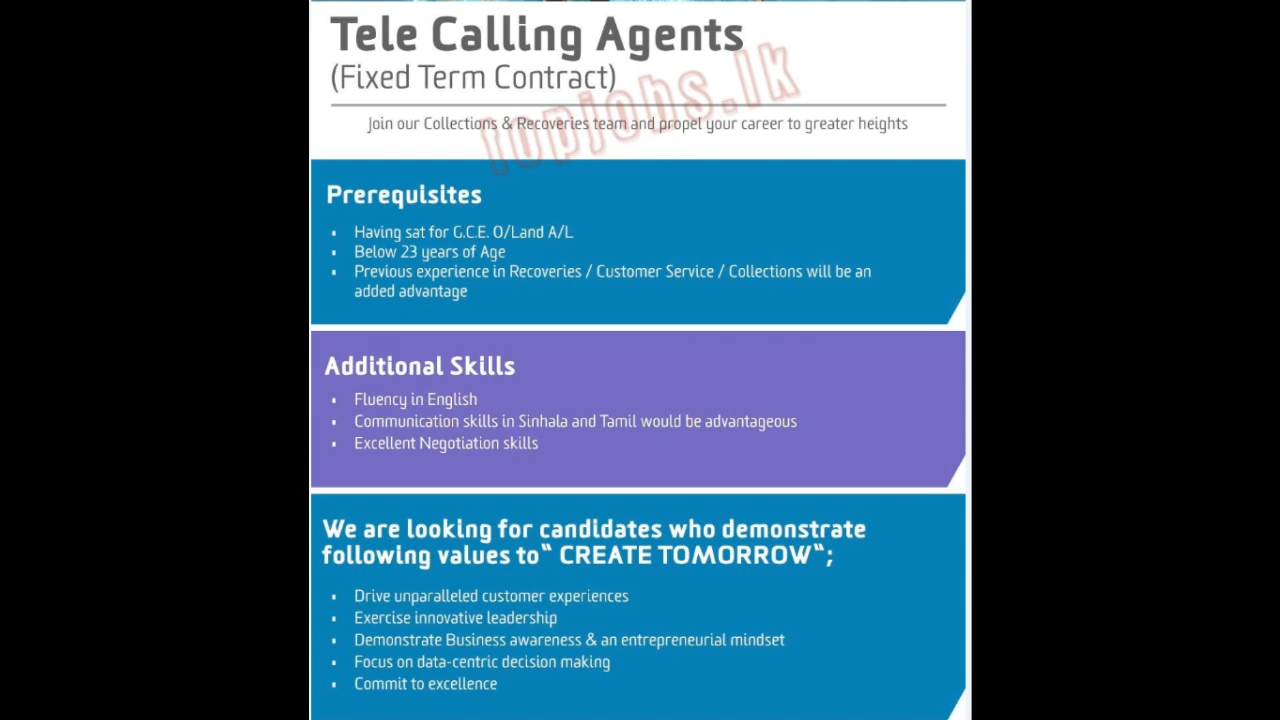 Tele Calling Agents
(Fixed Term Contract)
topjobs.lk
Join our Collections & Recoveries team and propel your career to greater heights
Prerequisites
▪ Having sat for G.C.E. O/Land A/L
▪ Below 23 years of Age
▪ Previous experience in Recoveries / Customer Service / Collections will be an
added advantage
Additional Skills
▪ Fluency in English
▪ Communication skills in Sinhala and Tamil would be advantageous
▪ Excellent Negotiation skills
We are looking for candidates who demonstrate
following values to“ CREATE TOMORROW“;
▪ Drive unparalleled customer experiences
▪ Exercise innovative leadership
▪ Demonstrate Business awareness & an entrepreneurial mindset
▪ Focus on data-centric decision making
▪ Commit to excellence